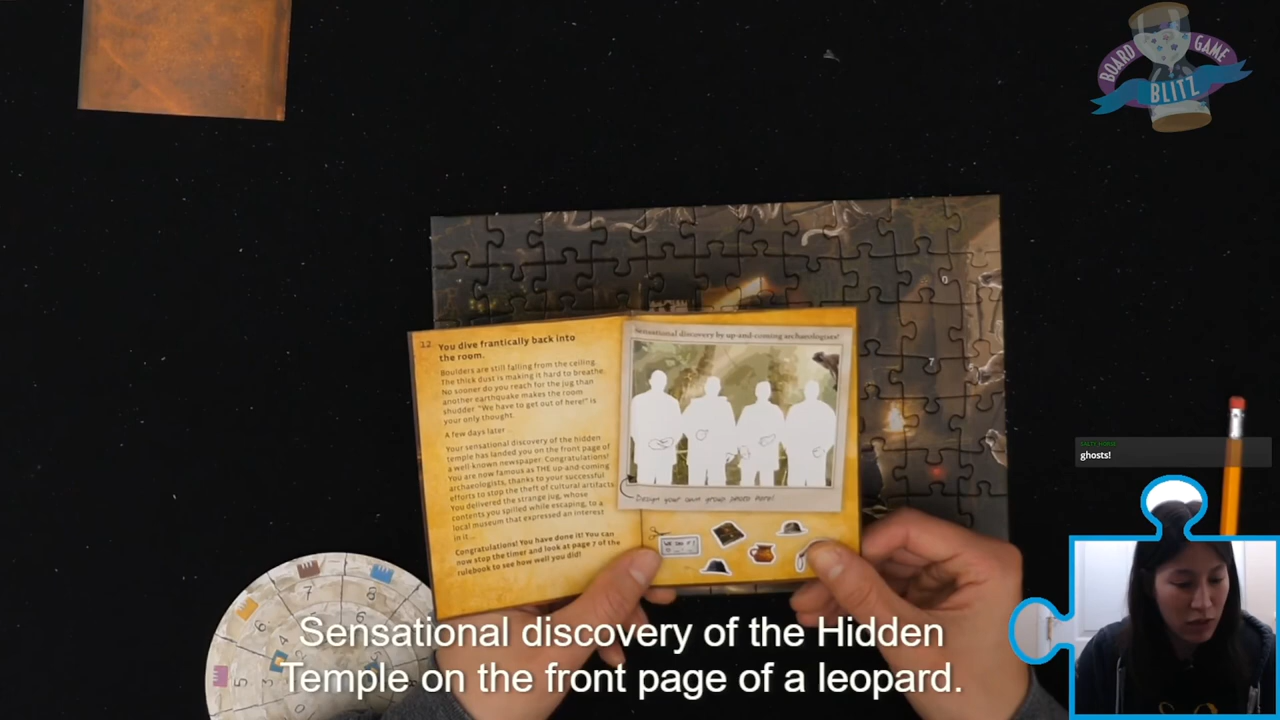 BOARD GAME
BLITZ
12 You dive frantically back into
the room.
Boulders are still falling from the ceiling.
The thick dust is making it hard to breathe.
No sooner do you reach for the jug than
another earthquake makes the room
shudder. "We have to get out of here!" is
your only thought.
A few days later...
Your sensational discovery of the hidden
temple has landed you on the front page of
a well-known newspaper: Congratulations!
You are now famous as THE up-and-coming
archaeologists, thanks to your successful
efforts to stop the theft of cultural artifacts.
You delivered the strange jug, whose
contents you spilled while escaping, to a
local museum that expressed an interest
in it...
Congratulations! You have done it! You can
now stop the timer and look at page 7 of the
rulebook to see how well you did!
Sensational discovery by up-and-coming archaeologists!
Design your own group photo here!
ghosts!
7
8
6
4
5
0
7
Sensational discovery of the Hidden
Temple on the front page of a leopard.